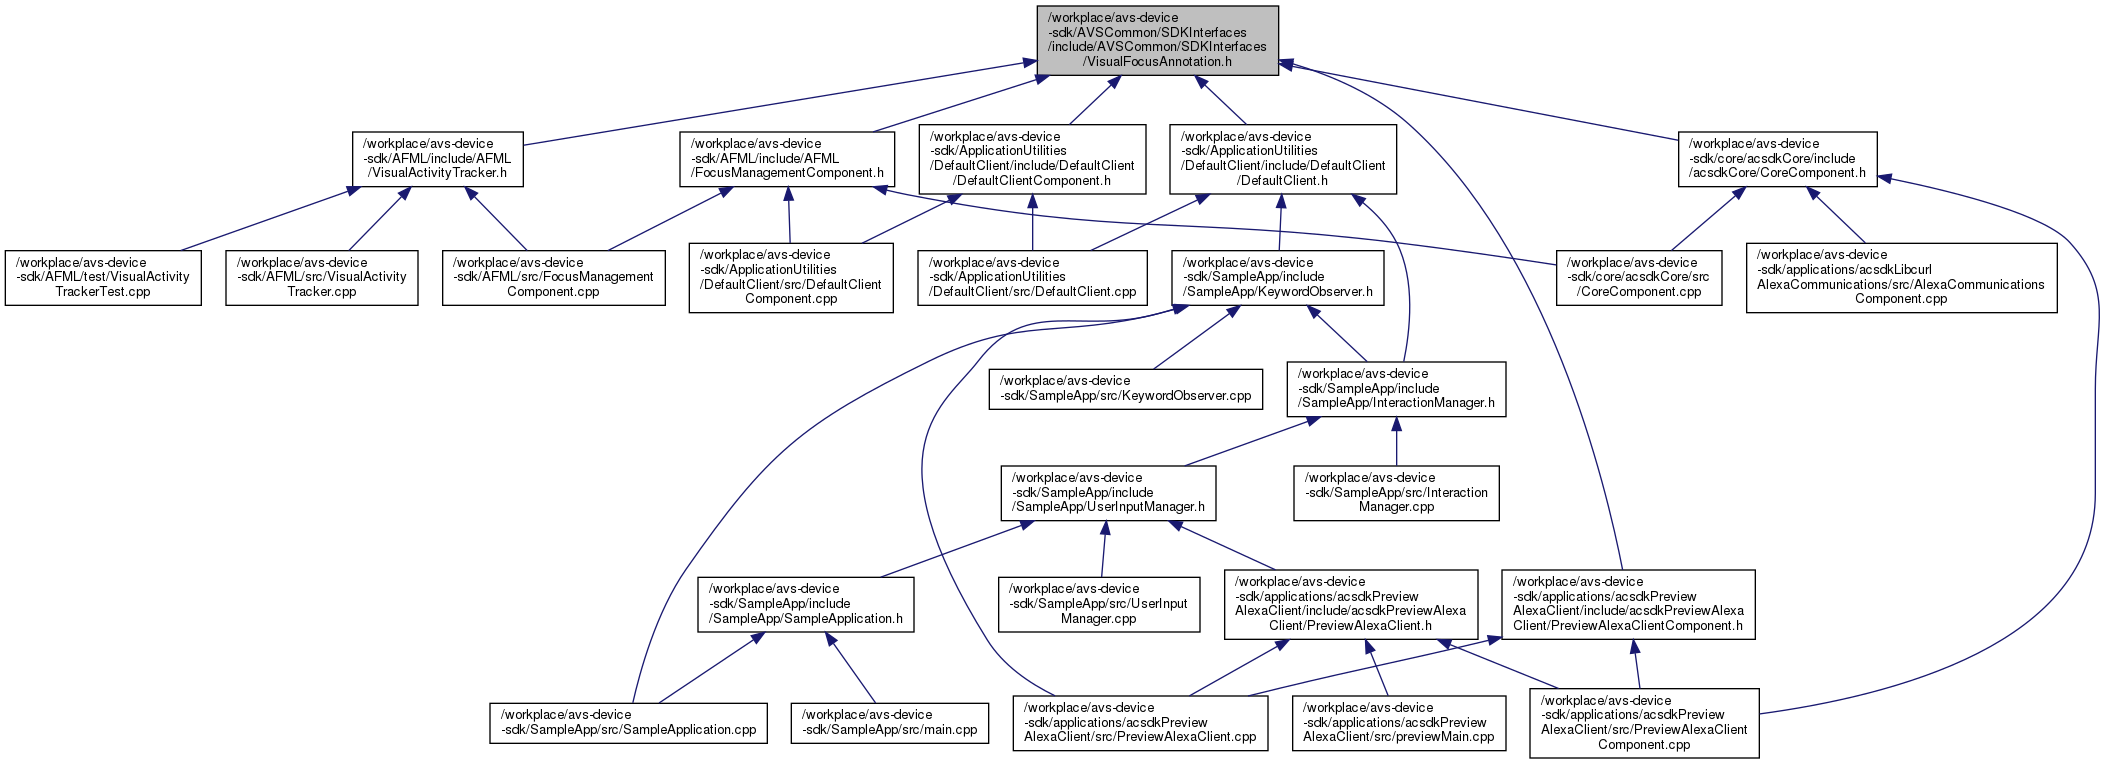 /workplace/avs-device
-sdk/AVSCommon/SDKInterfaces
/include/AVSCommon/SDKInterfaces
/VisualFocusAnnotation.h
/workplace/avs-device
-sdk/AFML/include/AFML
/VisualActivityTracker.h
/workplace/avs-device
-sdk/AFML/include/AFML
/FocusManagementComponent.h
/workplace/avs-device
-sdk/ApplicationUtilities
/DefaultClient/include/DefaultClient
/DefaultClientComponent.h
/workplace/avs-device
-sdk/ApplicationUtilities
/DefaultClient/include/DefaultClient
/DefaultClient.h
/workplace/avs-device
-sdk/core/acsdkCore/include
/acsdkCore/CoreComponent.h
/workplace/avs-device
-sdk/AFML/test/VisualActivity
TrackerTest.cpp
/workplace/avs-device
-sdk/AFML/src/VisualActivity
Tracker.cpp
/workplace/avs-device
-sdk/AFML/src/FocusManagement
Component.cpp
/workplace/avs-device
-sdk/ApplicationUtilities
/DefaultClient/src/DefaultClient
Component.cpp
/workplace/avs-device
-sdk/ApplicationUtilities
/DefaultClient/src/DefaultClient.cpp
/workplace/avs-device
-sdk/SampleApp/include
/SampleApp/KeywordObserver.h
/workplace/avs-device
-sdk/core/acsdkCore/src
/CoreComponent.cpp
/workplace/avs-device
-sdk/applications/acsdkLibcurl
AlexaCommunications/src/AlexaCommunications
Component.cpp
/workplace/avs-device
-sdk/SampleApp/src/KeywordObserver.cpp
/workplace/avs-device
-sdk/SampleApp/include
/SampleApp/InteractionManager.h
/workplace/avs-device
-sdk/SampleApp/include
/SampleApp/UserInputManager.h
/workplace/avs-device
-sdk/SampleApp/src/Interaction
Manager.cpp
/workplace/avs-device
-sdk/SampleApp/include
/SampleApp/SampleApplication.h
/workplace/avs-device
-sdk/SampleApp/src/UserInput
Manager.cpp
/workplace/avs-device
-sdk/applications/acsdkPreview
AlexaClient/include/acsdkPreviewAlexa
Client/PreviewAlexaClient.h
/workplace/avs-device
-sdk/applications/acsdkPreview
AlexaClient/include/acsdkPreviewAlexa
Client/PreviewAlexaClientComponent.h
/workplace/avs-device
-sdk/SampleApp/src/SampleApplication.cpp
/workplace/avs-device
-sdk/SampleApp/src/main.cpp
/workplace/avs-device
-sdk/applications/acsdkPreview
AlexaClient/src/PreviewAlexaClient.cpp
/workplace/avs-device
-sdk/applications/acsdkPreview
AlexaClient/src/previewMain.cpp
/workplace/avs-device
-sdk/applications/acsdkPreview
AlexaClient/src/PreviewAlexaClient
Component.cpp